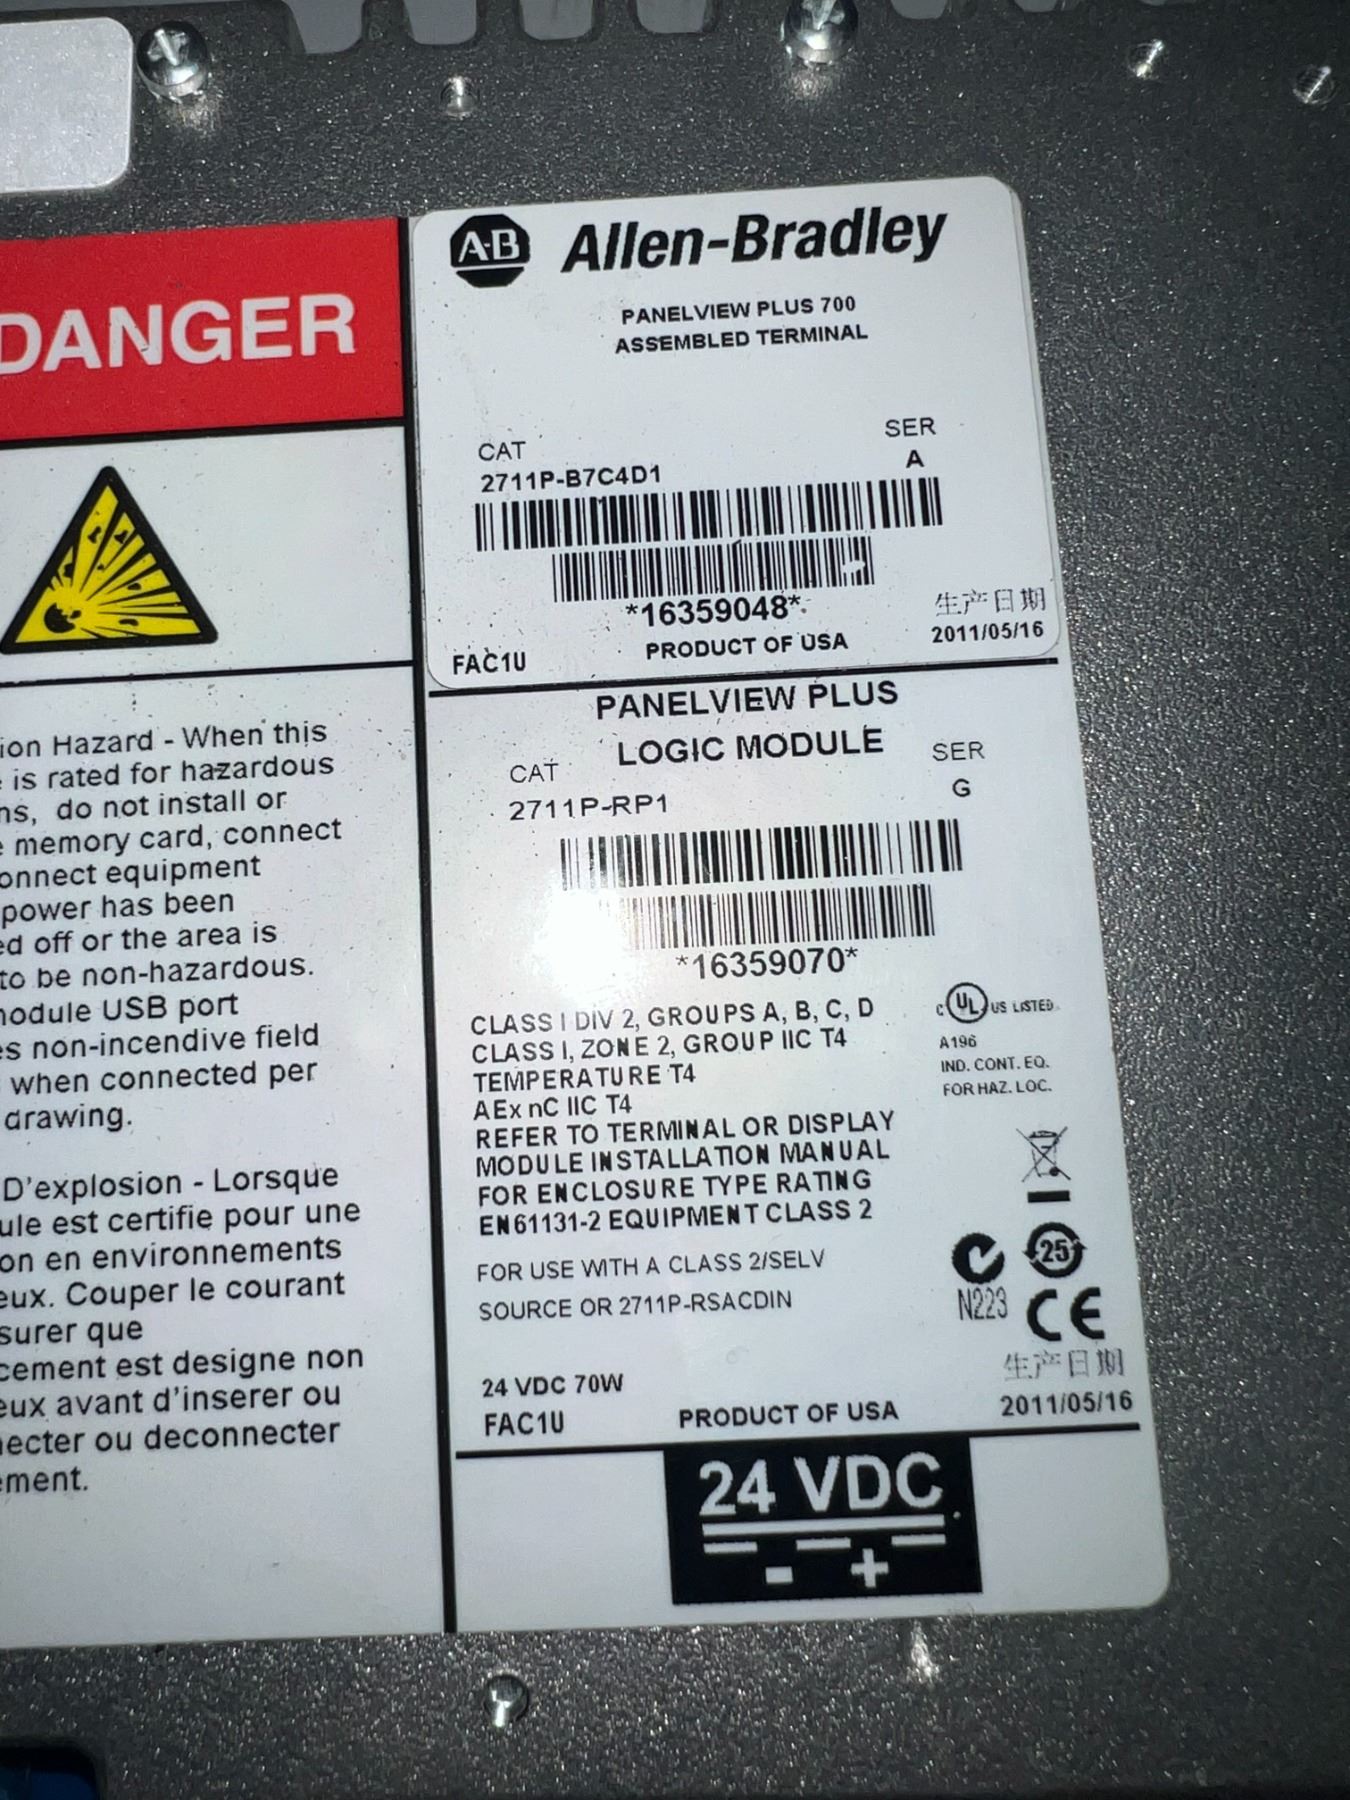 DANGER
ion Hazard - When this
is rated for hazardous
ns, do not install or
memory card, connect
onnect equipment
power has been
ed off or the area is
to be non-hazardous.
odule USB port
es non-incendive field
when connected per
drawing.
D'explosion - Lorsque
ule est certifie pour une
on en environnements
eux. Couper le courant
surer que
cement est designe non
eux avant d'inserer ou
ecter ou deconnecter
ement.
A-B Allen-Bradley
PANELVIEW PLUS 700
ASSEMBLED TERMINAL
CAT SER
2711P-B7C4D1 A
*16359048*
生产日期
FAC1U PRODUCT OF USA 2011/05/16
PANELVIEW PLUS
LOGIC MODULE
CAT SER
2711P-RP1 G
*16359070*
CLASS I DIV 2, GROUPS A, B, C, D
CLASS I, ZONE 2, GROUP IIC T4
TEMPERATURE T4
AEx nC IIC T4
REFER TO TERMINAL OR DISPLAY
MODULE INSTALLATION MANUAL
FOR ENCLOSURE TYPE RATING
EN61131-2 EQUIPMENT CLASS 2
FOR USE WITH A CLASS 2/SELV
SOURCE OR 2711P-RSACDIN
C UL US LISTED
A196
IND. CONT. EQ.
FOR HAZ. LOC.
25
N223 CE
生产日期
24 VDC 70W
FAC1U PRODUCT OF USA 2011/05/16
24 VDC
- +